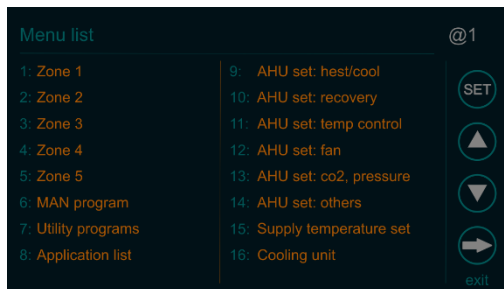 Menu list
@1
1: Zone 1
2: Zone 2
3: Zone 3
4: Zone 4
5: Zone 5
6: MAN program
7: Utility programs
8: Application list
9: AHU set: hest/cool
10: AHU set: recovery
11: AHU set: temp control
12: AHU set: fan
13: AHU set: co2, pressure
14: AHU set: others
15: Supply temperature set
16: Cooling unit
SET
exit